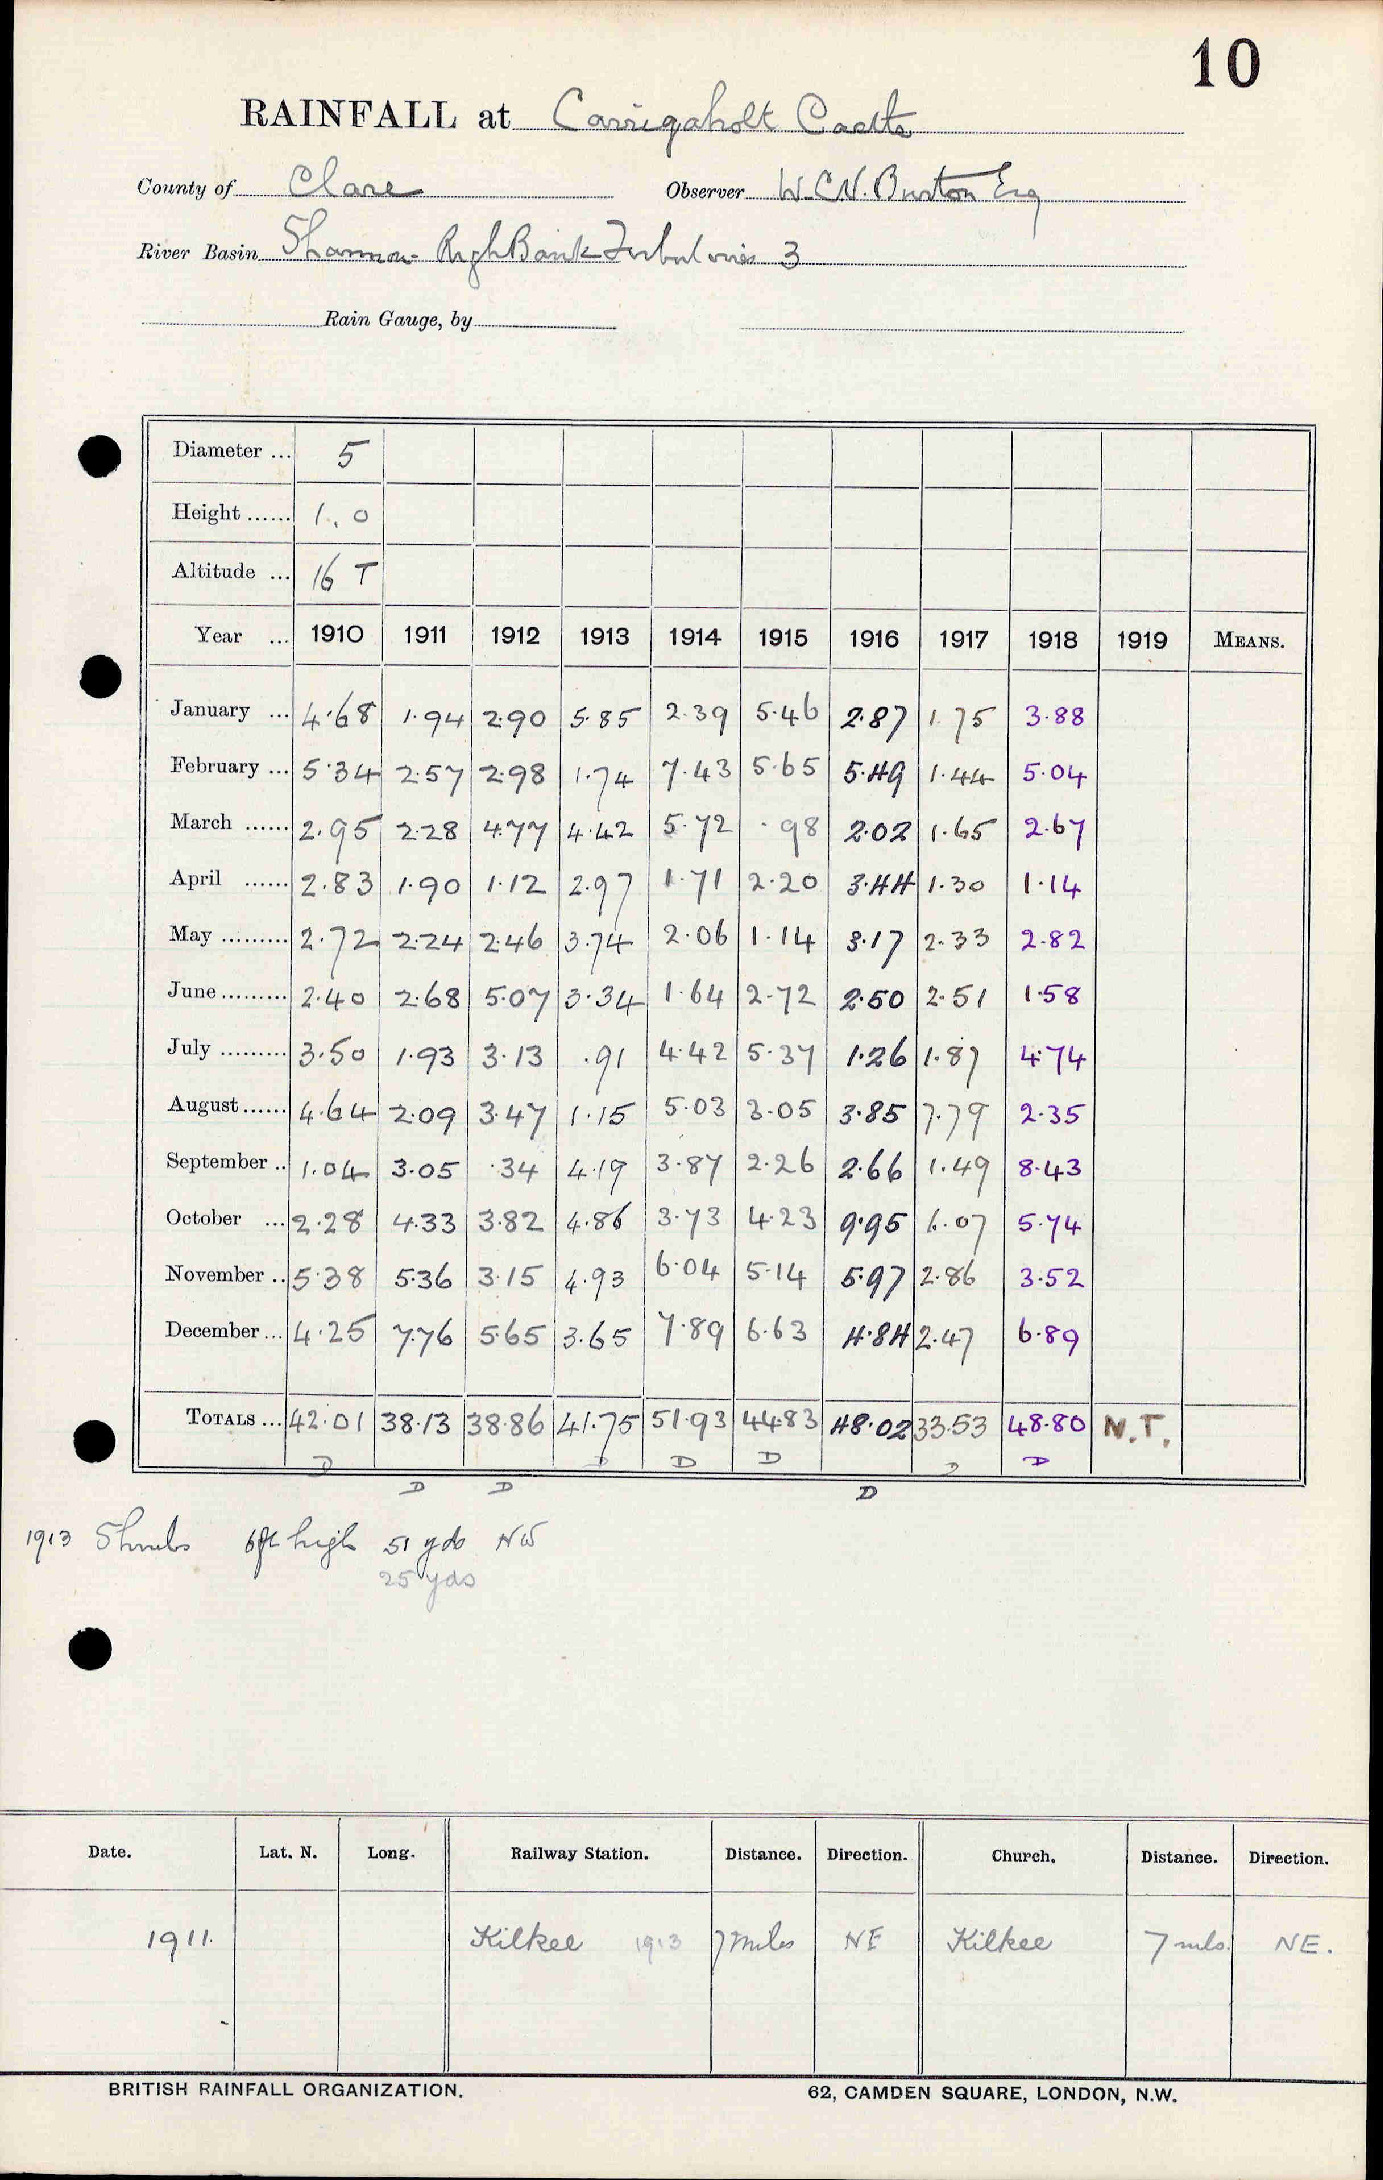 10
RAINFALL at Carrigaholt Castle
County of Clare Observer W.C.N. Burton Esq
River Basin Shannon Righ Bank 3
Rain Gauge, by
Diameter ... 5
Height ...... 1.0
Altitude ... 16 T
Year ... 1910 1911 1912 1913 1914 1915 1916 1917 1918 1919 MEANS.
January ... 4.68 1.94 2.90 5.85 2.39 5.46 2.87 1.75 3.88
February ... 5.34 2.57 2.98 1.74 7.43 5.65 5.49 1.44 5.04
March ...... 2.95 2.28 4.77 4.42 5.72 .98 2.02 1.65 2.67
April ...... 2.83 1.90 1.12 2.97 1.71 2.20 3.44 1.30 1.14
May ......... 2.72 2.24 2.46 3.74 2.06 1.14 3.17 2.33 2.82
June ......... 2.40 2.68 5.07 3.34 1.64 2.72 2.50 2.51 1.58
July ......... 3.50 1.93 3.13 .91 4.42 5.37 1.26 1.87 4.74
August ...... 4.64 2.09 3.47 1.15 5.03 3.05 3.85 7.79 2.35
September .. 1.04 3.05 .34 4.19 3.87 2.26 2.66 1.49 8.43
October ... 2.28 4.33 3.82 4.86 3.73 4.23 9.95 6.07 5.74
November .. 5.38 5.36 3.15 4.93 6.04 5.14 5.97 2.86 3.52
December ... 4.25 7.76 5.65 3.65 7.89 6.63 4.84 2.47 6.89
TOTALS ... 42.01 38.13 38.86 41.75 51.93 44.83 48.02 33.53 48.80 N.T.
D D D D D D D D D
1913 Shrubs 6ft high 51 yds NW
25 yds
Date. Lat. N. Long. Railway Station. Distance. Direction. Church. Distance. Direction.
1911. Kilkee 1913 7 miles NE Kilkee 7 mls. NE.
BRITISH RAINFALL ORGANIZATION. 62, CAMDEN SQUARE, LONDON, N.W.